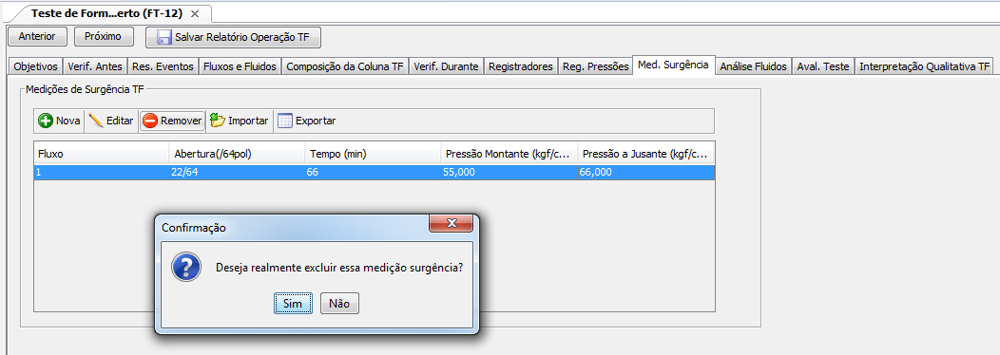 Teste de Form...erto (FT-12)
Anterior Próximo Salvar Relatório Operação TF
Objetivos Verif. Antes Res. Eventos Fluxos e Fluidos Composição da Coluna TF Verif. Durante Registradores Reg. Pressões Med. Surgência Análise Fluidos Aval. Teste Interpretação Qualitativa TF
Medições de Surgência TF
Nova Editar Remover Importar Exportar
Fluxo Abertura(/64pol) Tempo (min) Pressão Montante (kgf/c... Pressão a Jusante (kgf/c...
1 22/64 66 55,000 66,000
Confirmação
Deseja realmente excluir essa medição surgência?
Sim Não